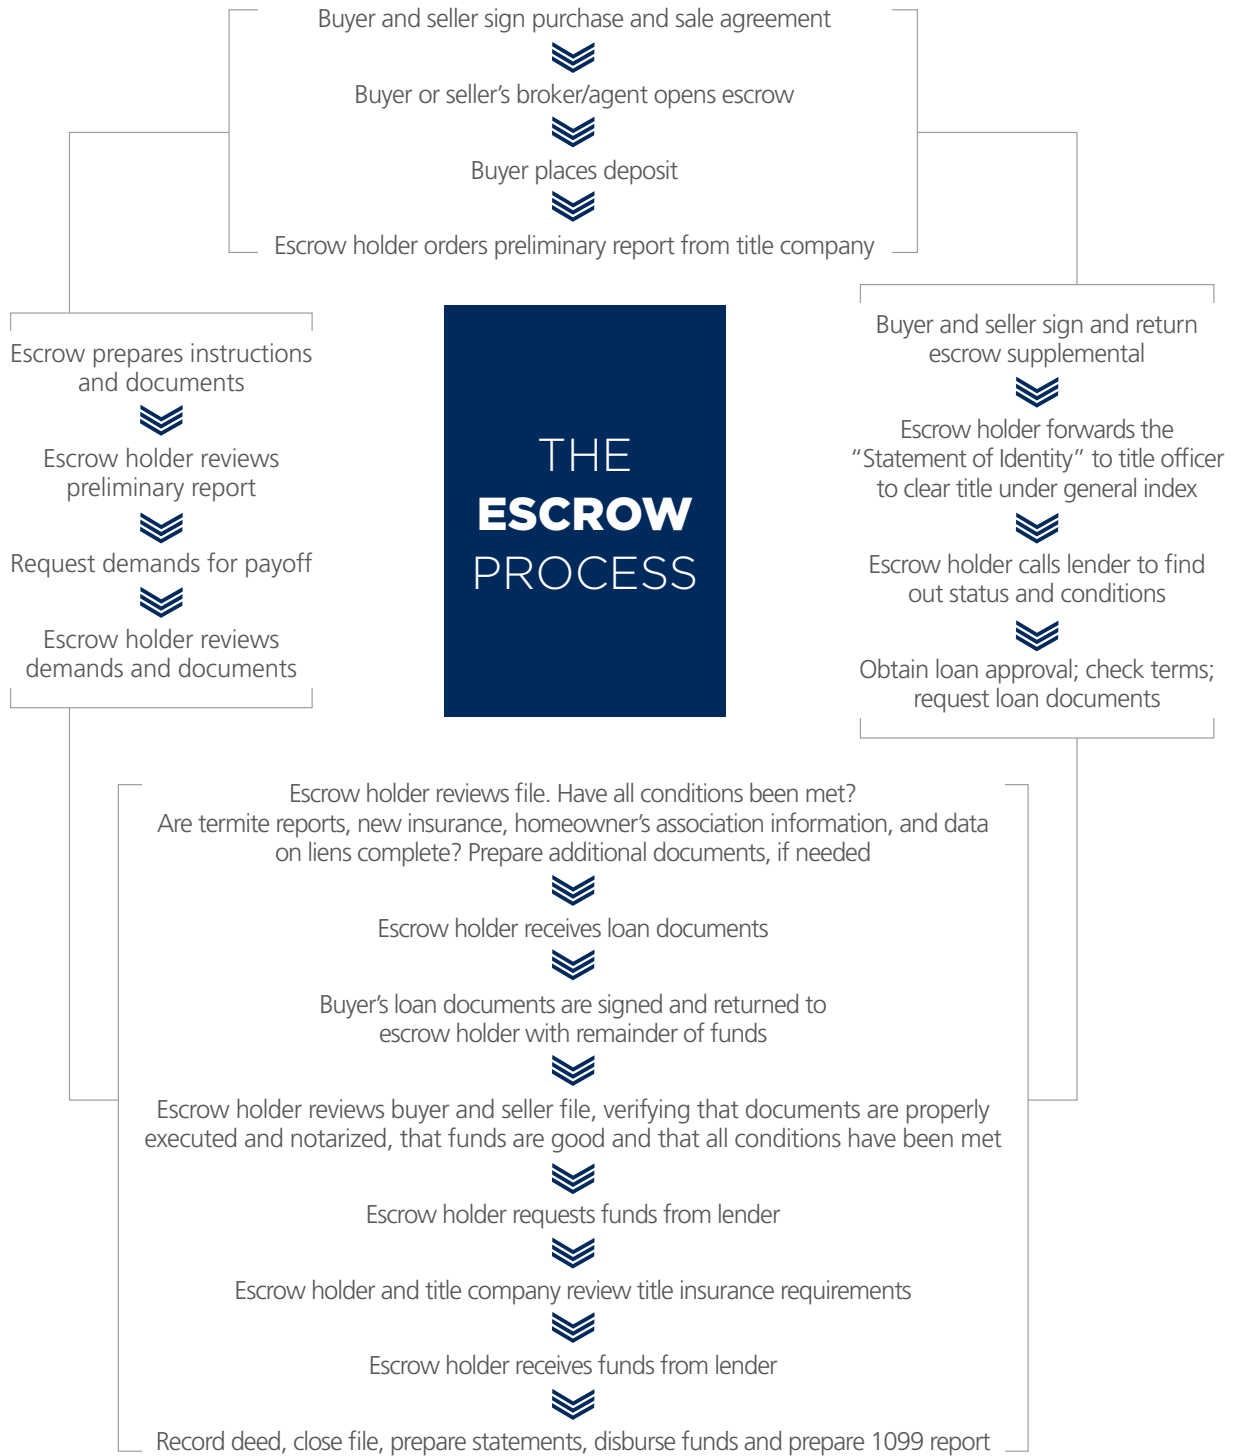 Buyer and seller sign purchase and sale agreement
Buyer or seller’s broker/agent opens escrow
Buyer places deposit
Escrow holder orders preliminary report from title company
Escrow prepares instructions
and documents
Escrow holder reviews
preliminary report
Request demands for payoff
Escrow holder reviews
demands and documents
THE
ESCROW
PROCESS
Buyer and seller sign and return
escrow supplemental
Escrow holder forwards the
“Statement of Identity” to title officer
to clear title under general index
Escrow holder calls lender to find
out status and conditions
Obtain loan approval; check terms;
request loan documents
Escrow holder reviews file. Have all conditions been met?
Are termite reports, new insurance, homeowner’s association information, and data
on liens complete? Prepare additional documents, if needed
Escrow holder receives loan documents
Buyer’s loan documents are signed and returned to
escrow holder with remainder of funds
Escrow holder reviews buyer and seller file, verifying that documents are properly
executed and notarized, that funds are good and that all conditions have been met
Escrow holder requests funds from lender
Escrow holder and title company review title insurance requirements
Escrow holder receives funds from lender
Record deed, close file, prepare statements, disburse funds and prepare 1099 report